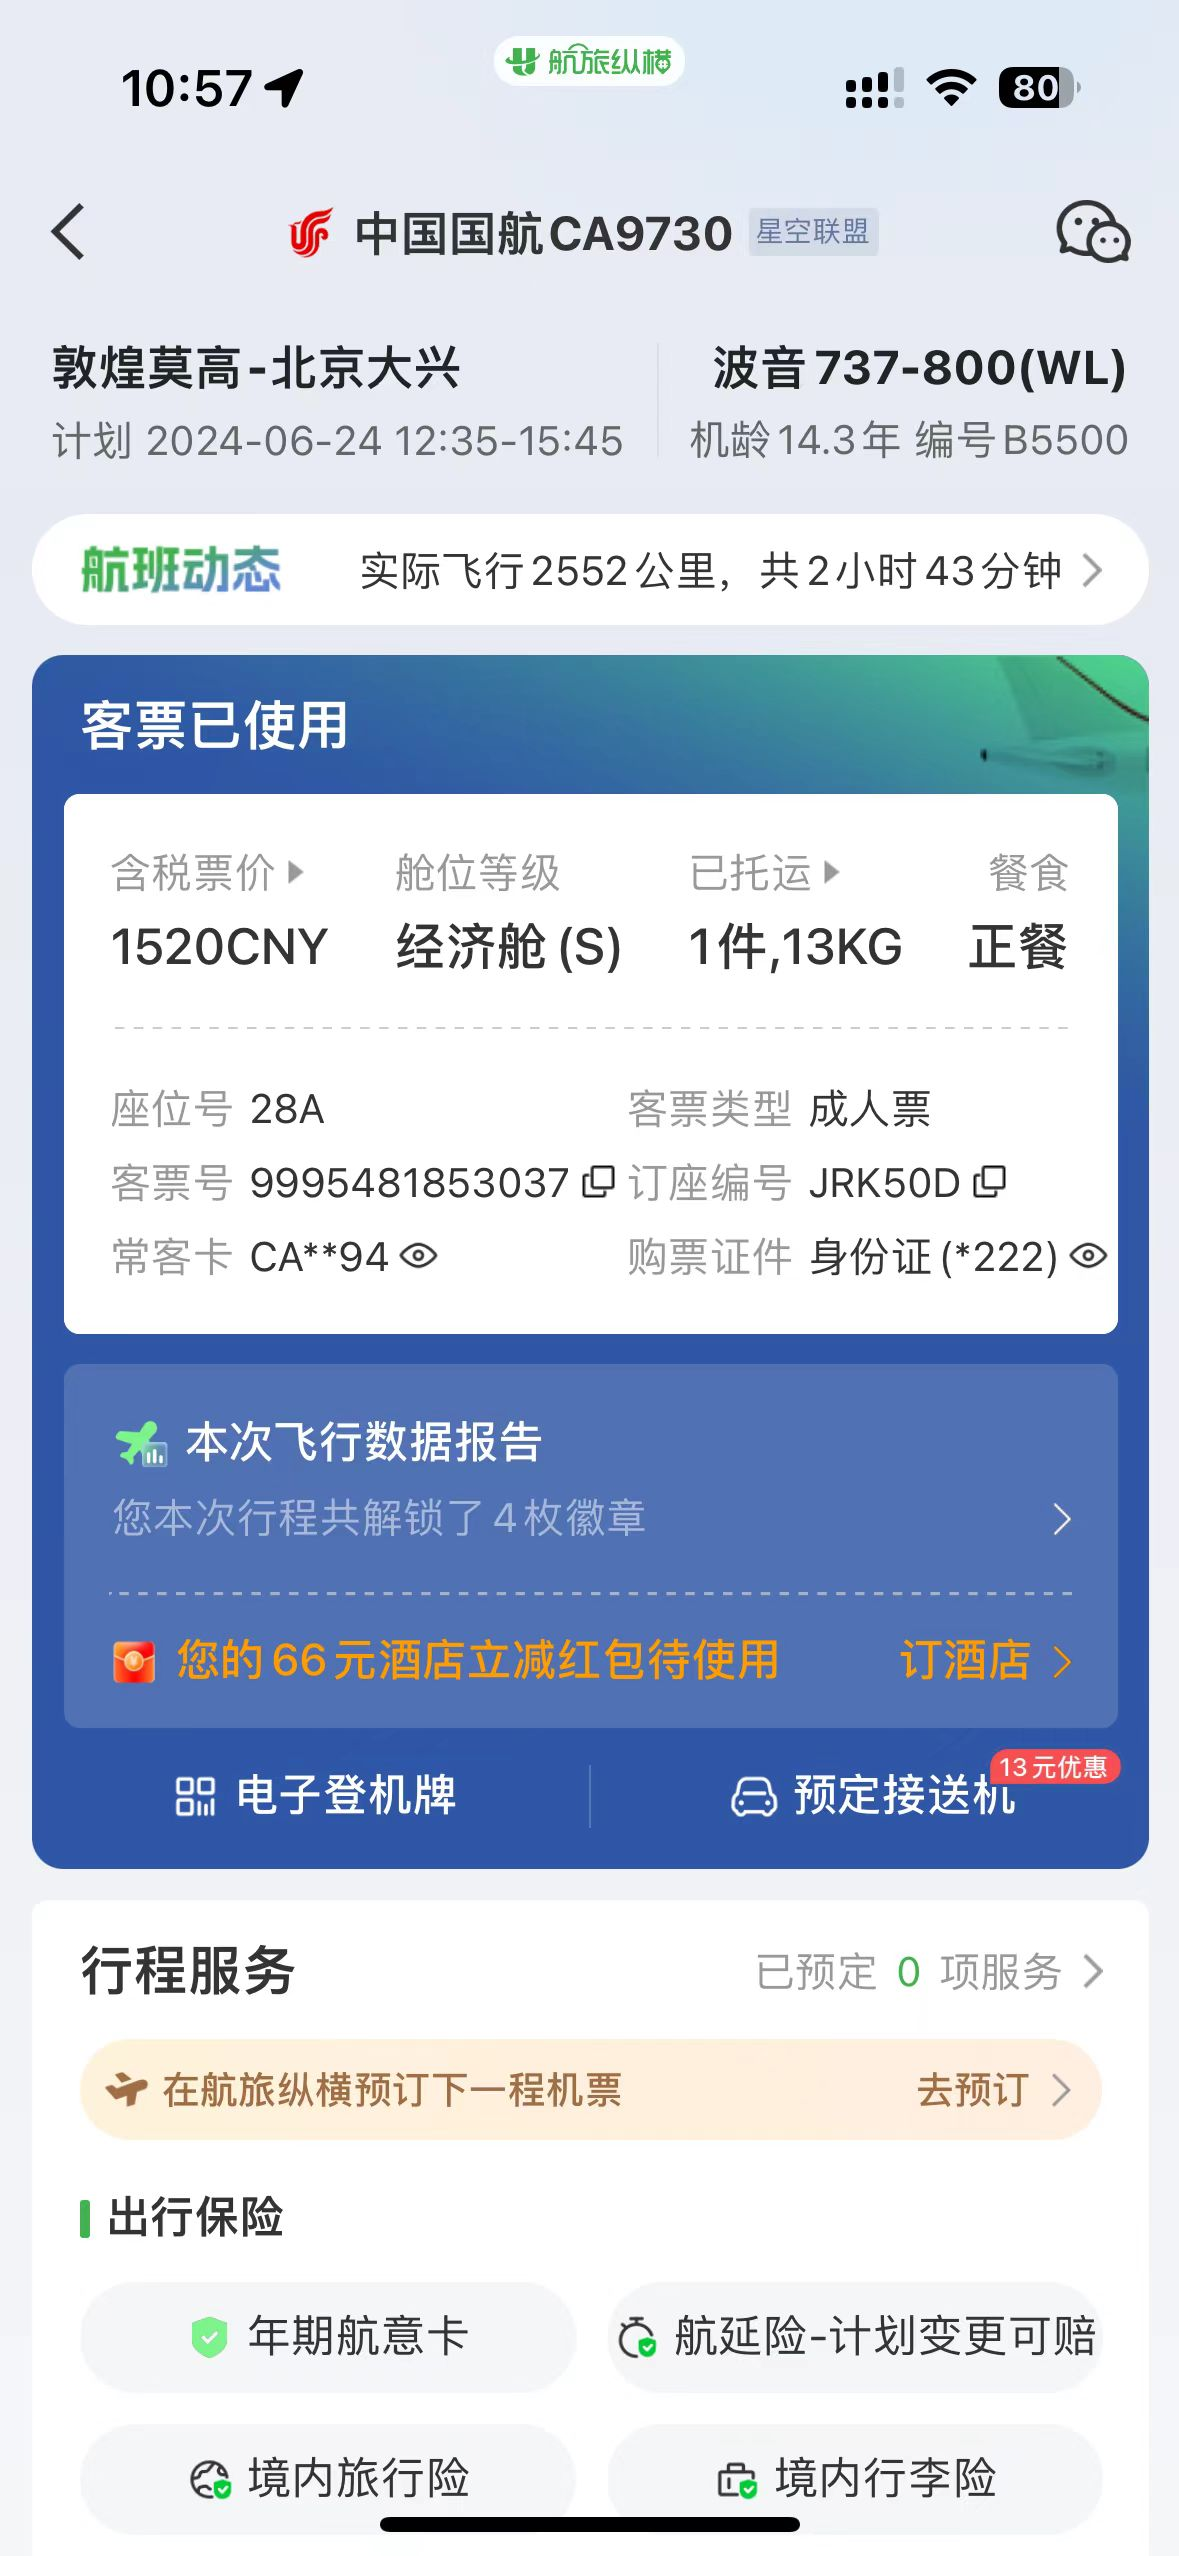 航旅纵横
10:57
80
中国国航CA9730 星空联盟
敦煌莫高-北京大兴
波音737-800(WL)
计划 2024-06-24 12:35-15:45
机龄14.3年 编号B5500
航班动态 实际飞行2552公里，共2小时43分钟
客票已使用
含税票价 舱位等级 已托运 餐食
1520CNY 经济舱(S) 1件,13KG 正餐
座位号 28A 客票类型 成人票
客票号 9995481853037 订座编号 JRK50D
常客卡 CA**94 购票证件 身份证(*222)
本次飞行数据报告
您本次行程共解锁了4枚徽章
您的66元酒店立减红包待使用 订酒店
13元优惠
电子登机牌 预定接送机
行程服务 已预定 0 项服务
在航旅纵横预订下一程机票 去预订
出行保险
年期航意卡 航延险-计划变更可赔
境内旅行险 境内行李险